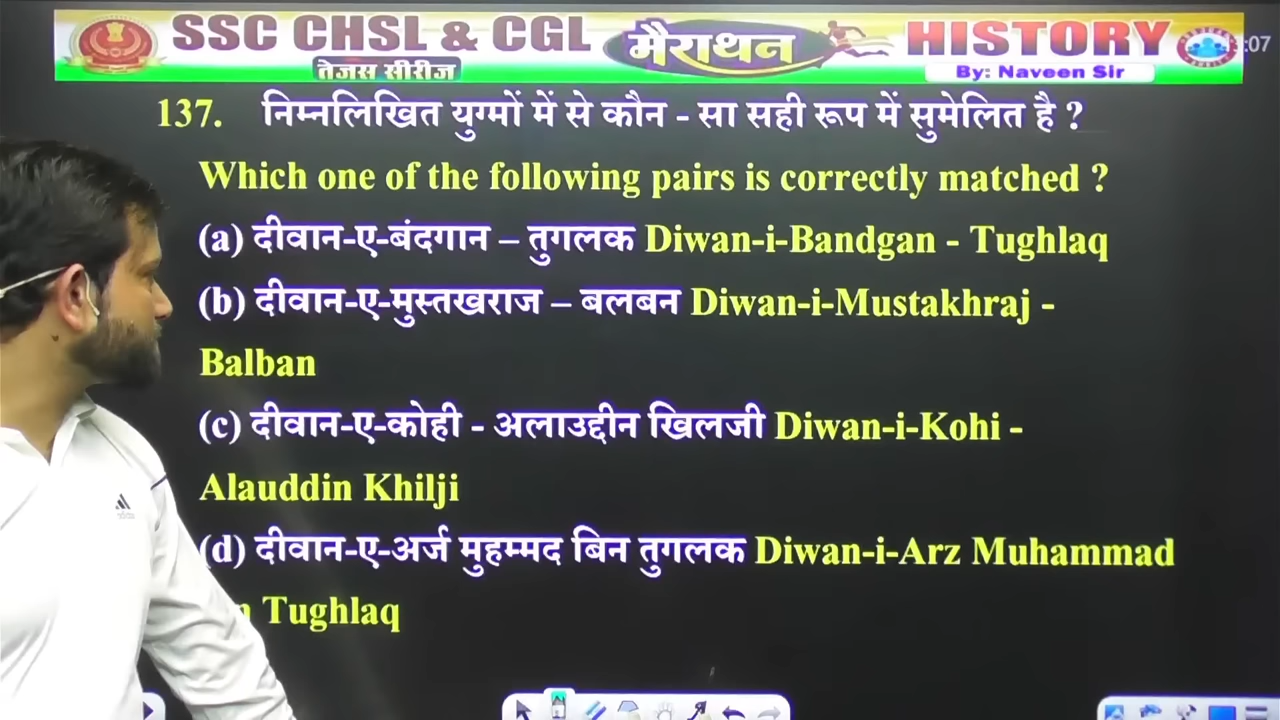 SSC CHSL & CGL मैराथन HISTORY
तेजस सीरीज By: Naveen Sir
137. निम्नलिखित युग्मों में से कौन - सा सही रूप में सुमेलित है ?
Which one of the following pairs is correctly matched ?
(a) दीवान-ए-बंदगान – तुगलक Diwan-i-Bandgan - Tughlaq
(b) दीवान-ए-मुस्तखराज – बलबन Diwan-i-Mustakhraj -
Balban
(c) दीवान-ए-कोही - अलाउद्दीन खिलजी Diwan-i-Kohi -
Alauddin Khilji
(d) दीवान-ए-अर्ज मुहम्मद बिन तुगलक Diwan-i-Arz Muhammad
Tughlaq
adidas